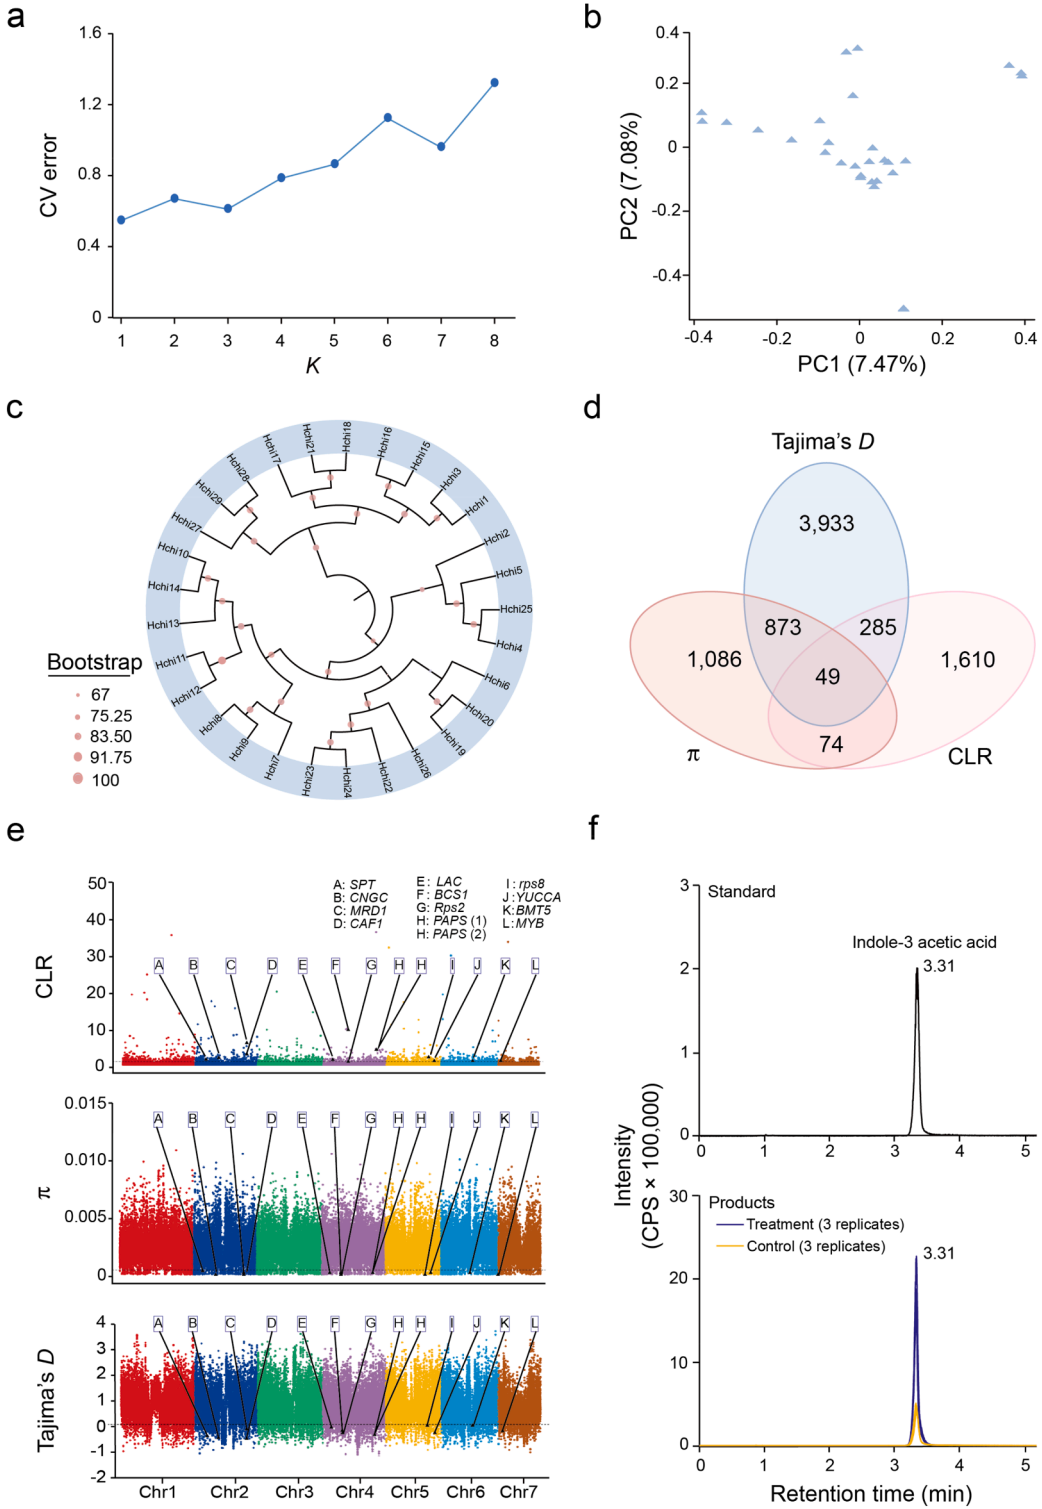 a
1.6
1.2
0.8
0.4
0
CV error
1 2 3 4 5 6 7 8
K
b
0.4
0.2
0
-0.2
-0.4
PC2 (7.08%)
-0.4 -0.2 0 0.2 0.4
PC1 (7.47%)
c
Hchi17
Hchi21
Hchi18
Hchi16
Hchi15
Hchi3
Hchi1
Hchi2
Hchi5
Hchi25
Hchi4
Hchi6
Hchi20
Hchi19
Hchi26
Hchi22
Hchi24
Hchi23
Hchi7
Hchi9
Hchi8
Hchi12
Hchi11
Hchi13
Hchi14
Hchi10
Hchi27
Hchi29
Hchi28
Bootstrap
67
75.25
83.50
91.75
100
d
Tajima's D
3,933
873 285
1,086 49 1,610
74
π
CLR
e
A: SPT
B: CNGC
C: MRD1
D: CAF1
E: LAC
F: BCS1
G: Rps2
H: PAPS (1)
H: PAPS (2)
I: rps8
J: YUCCA
K: BMT5
L: MYB
50
40
30
20
10
0
CLR
A B C D E F G H H I J K L
0.015
0.010
0.005
0
π
A B C D E F G H H I J K L
4
3
2
1
0
-1
-2
Tajima's D
A B C D E F G H H I J K L
Chr1 Chr2 Chr3 Chr4 Chr5 Chr6 Chr7
f
3
2
1
0
Standard
Indole-3 acetic acid
3.31
0 1 2 3 4 5
Intensity
(CPS × 100,000)
30
20
10
0
Products
Treatment (3 replicates)
Control (3 replicates)
3.31
0 1 2 3 4 5
Retention time (min)